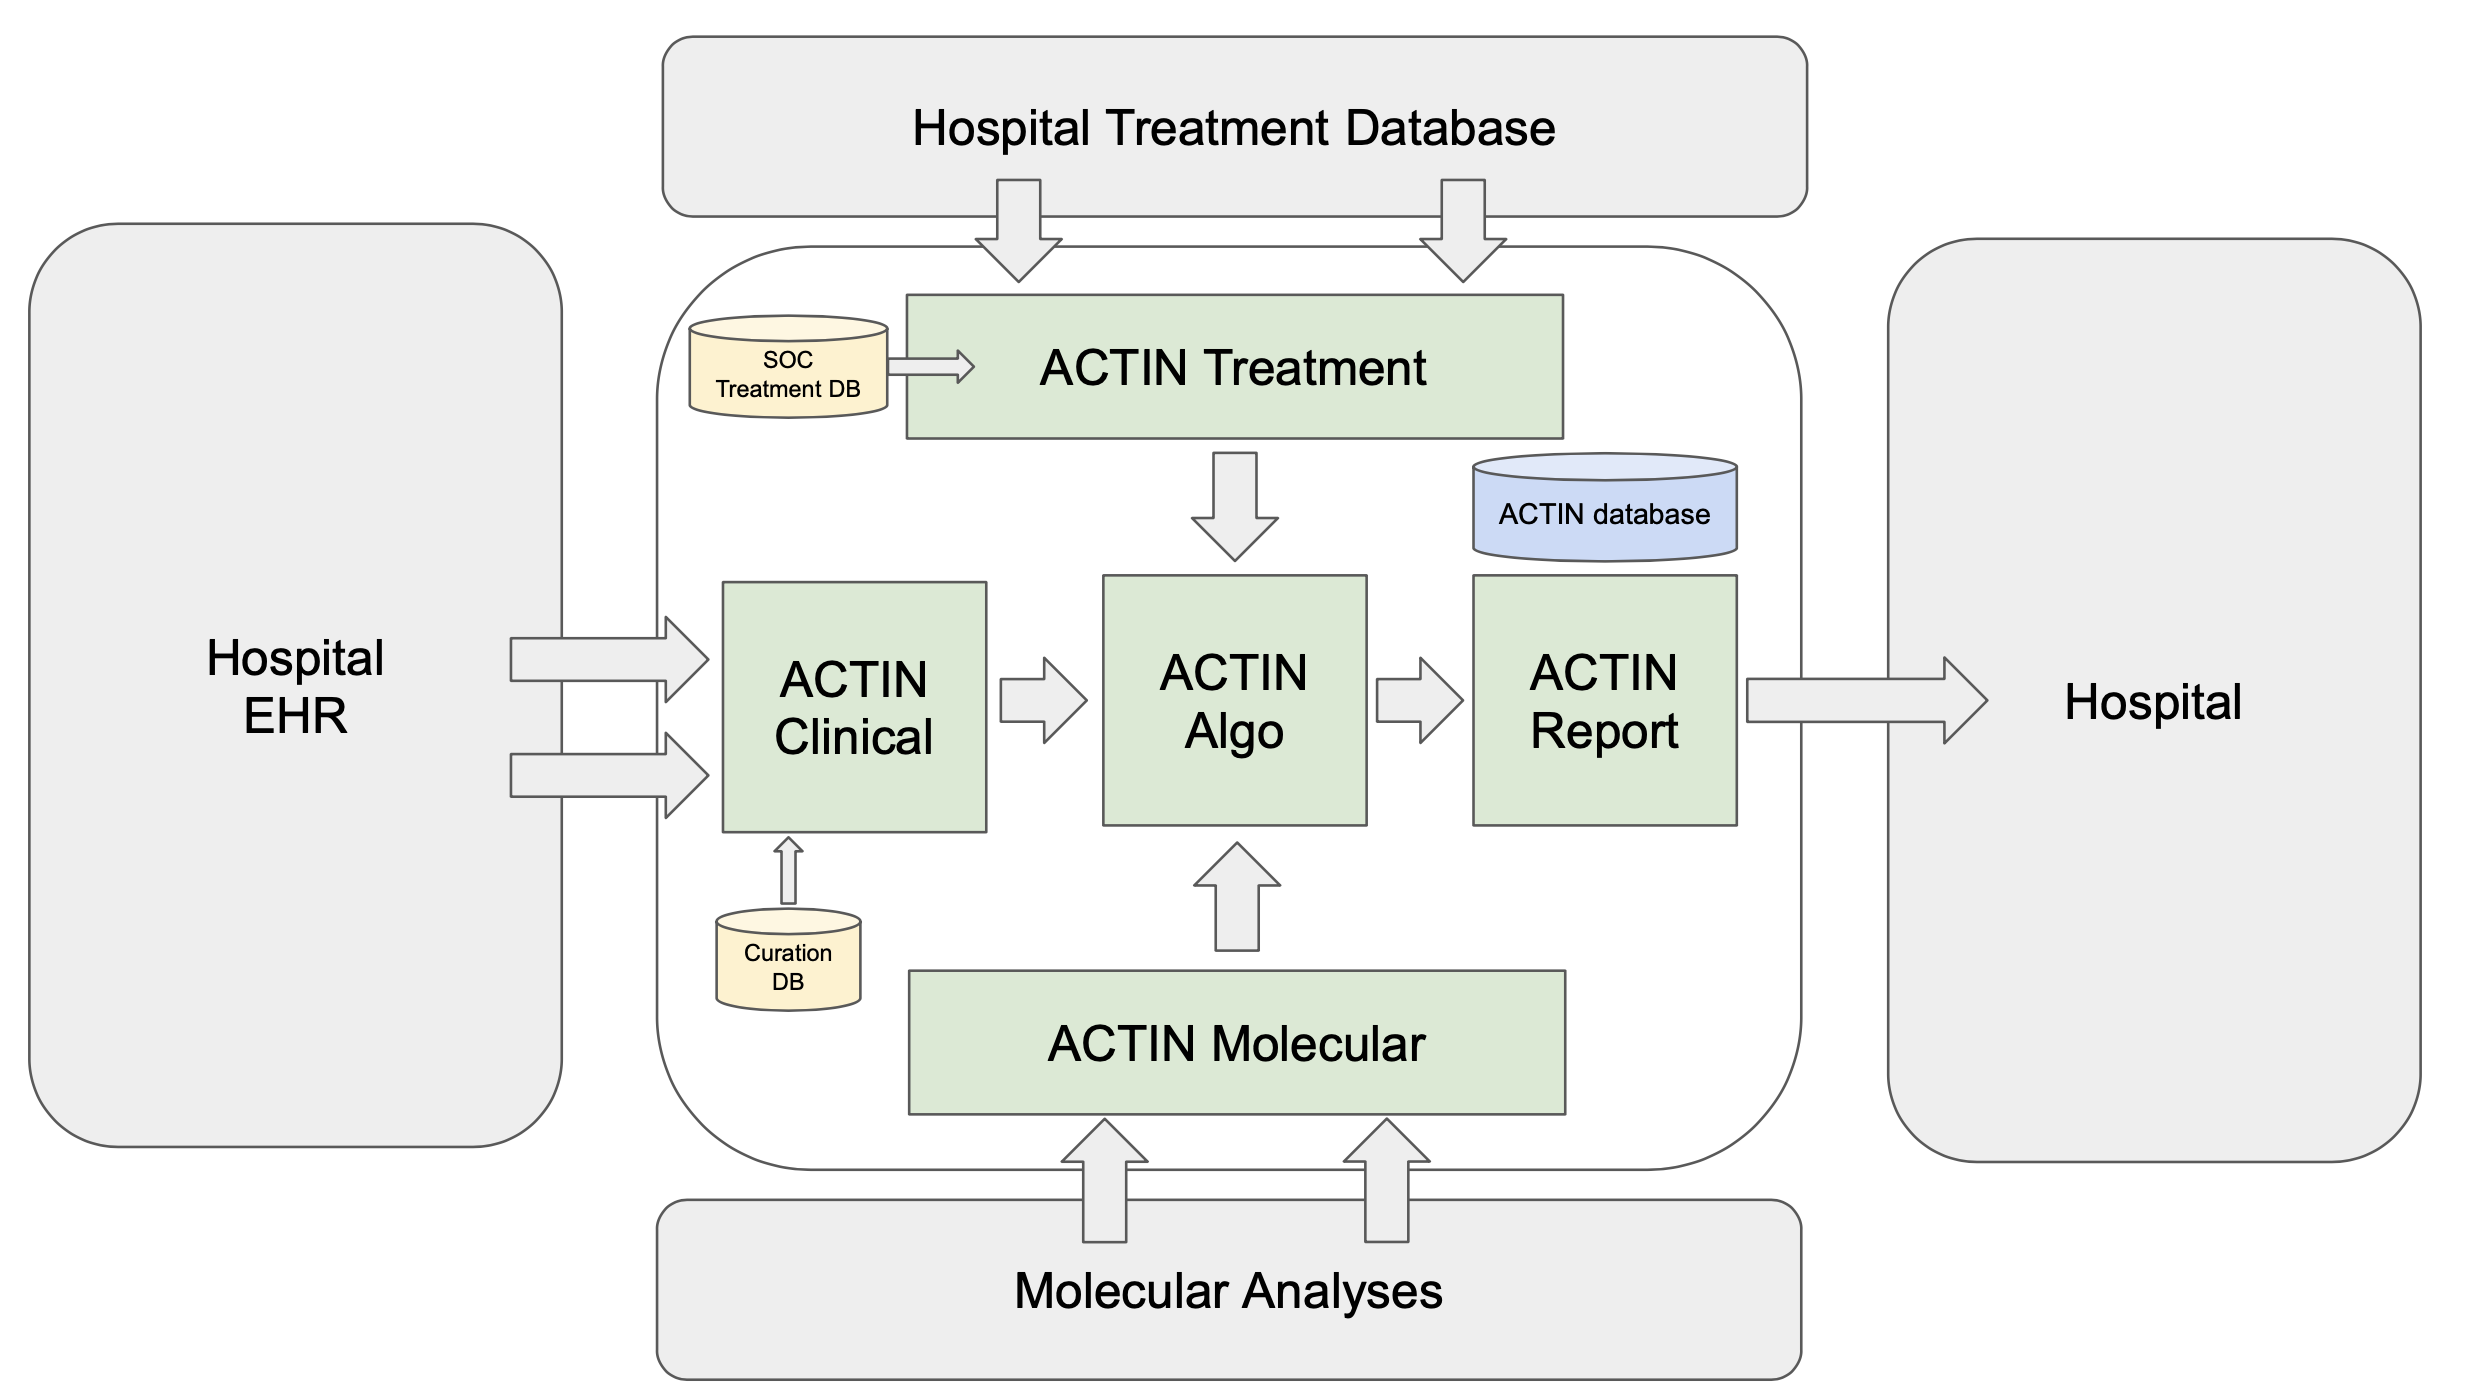 Hospital Treatment Database
SOC
Treatment DB
ACTIN Treatment
ACTIN database
Hospital
EHR
ACTIN
Clinical
ACTIN
Algo
ACTIN
Report
Hospital
Curation
DB
ACTIN Molecular
Molecular Analyses